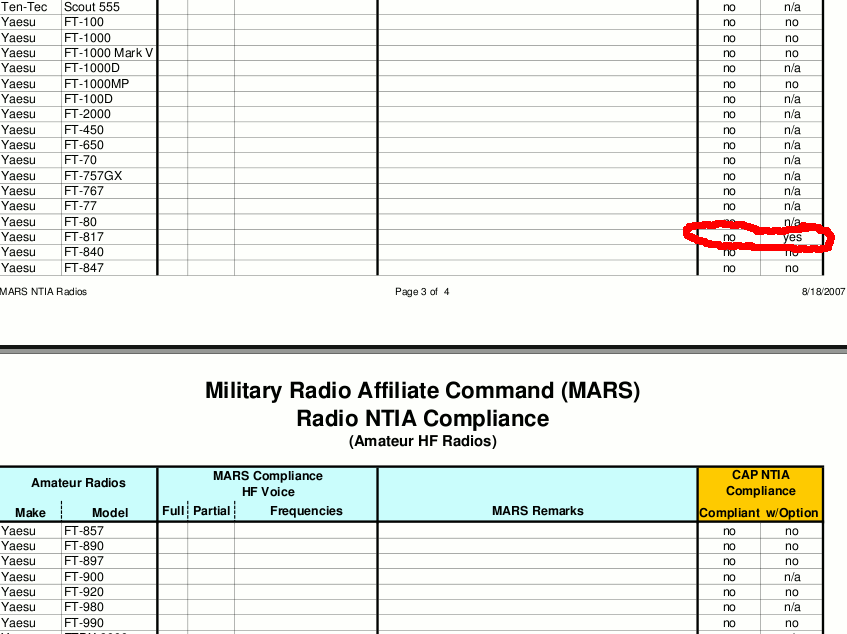 Ten-Tec Scout 555 no n/a
Yaesu FT-100 no no
Yaesu FT-1000 no no
Yaesu FT-1000 Mark V no no
Yaesu FT-1000D no n/a
Yaesu FT-1000MP no no
Yaesu FT-100D no n/a
Yaesu FT-2000 no n/a
Yaesu FT-450 no n/a
Yaesu FT-650 no n/a
Yaesu FT-70 no n/a
Yaesu FT-757GX no n/a
Yaesu FT-767 no n/a
Yaesu FT-77 no n/a
Yaesu FT-80 no n/a
Yaesu FT-817 no yes
Yaesu FT-840 no no
Yaesu FT-847 no no
MARS NTIA Radios Page 3 of 4 8/18/2007
Military Radio Affiliate Command (MARS)
Radio NTIA Compliance
(Amateur HF Radios)
Amateur Radios MARS Compliance HF Voice CAP NTIA Compliance
Make Model Full Partial Frequencies MARS Remarks Compliant w/Option
Yaesu FT-857 no no
Yaesu FT-890 no no
Yaesu FT-897 no no
Yaesu FT-900 no n/a
Yaesu FT-920 no no
Yaesu FT-980 no n/a
Yaesu FT-990 no no